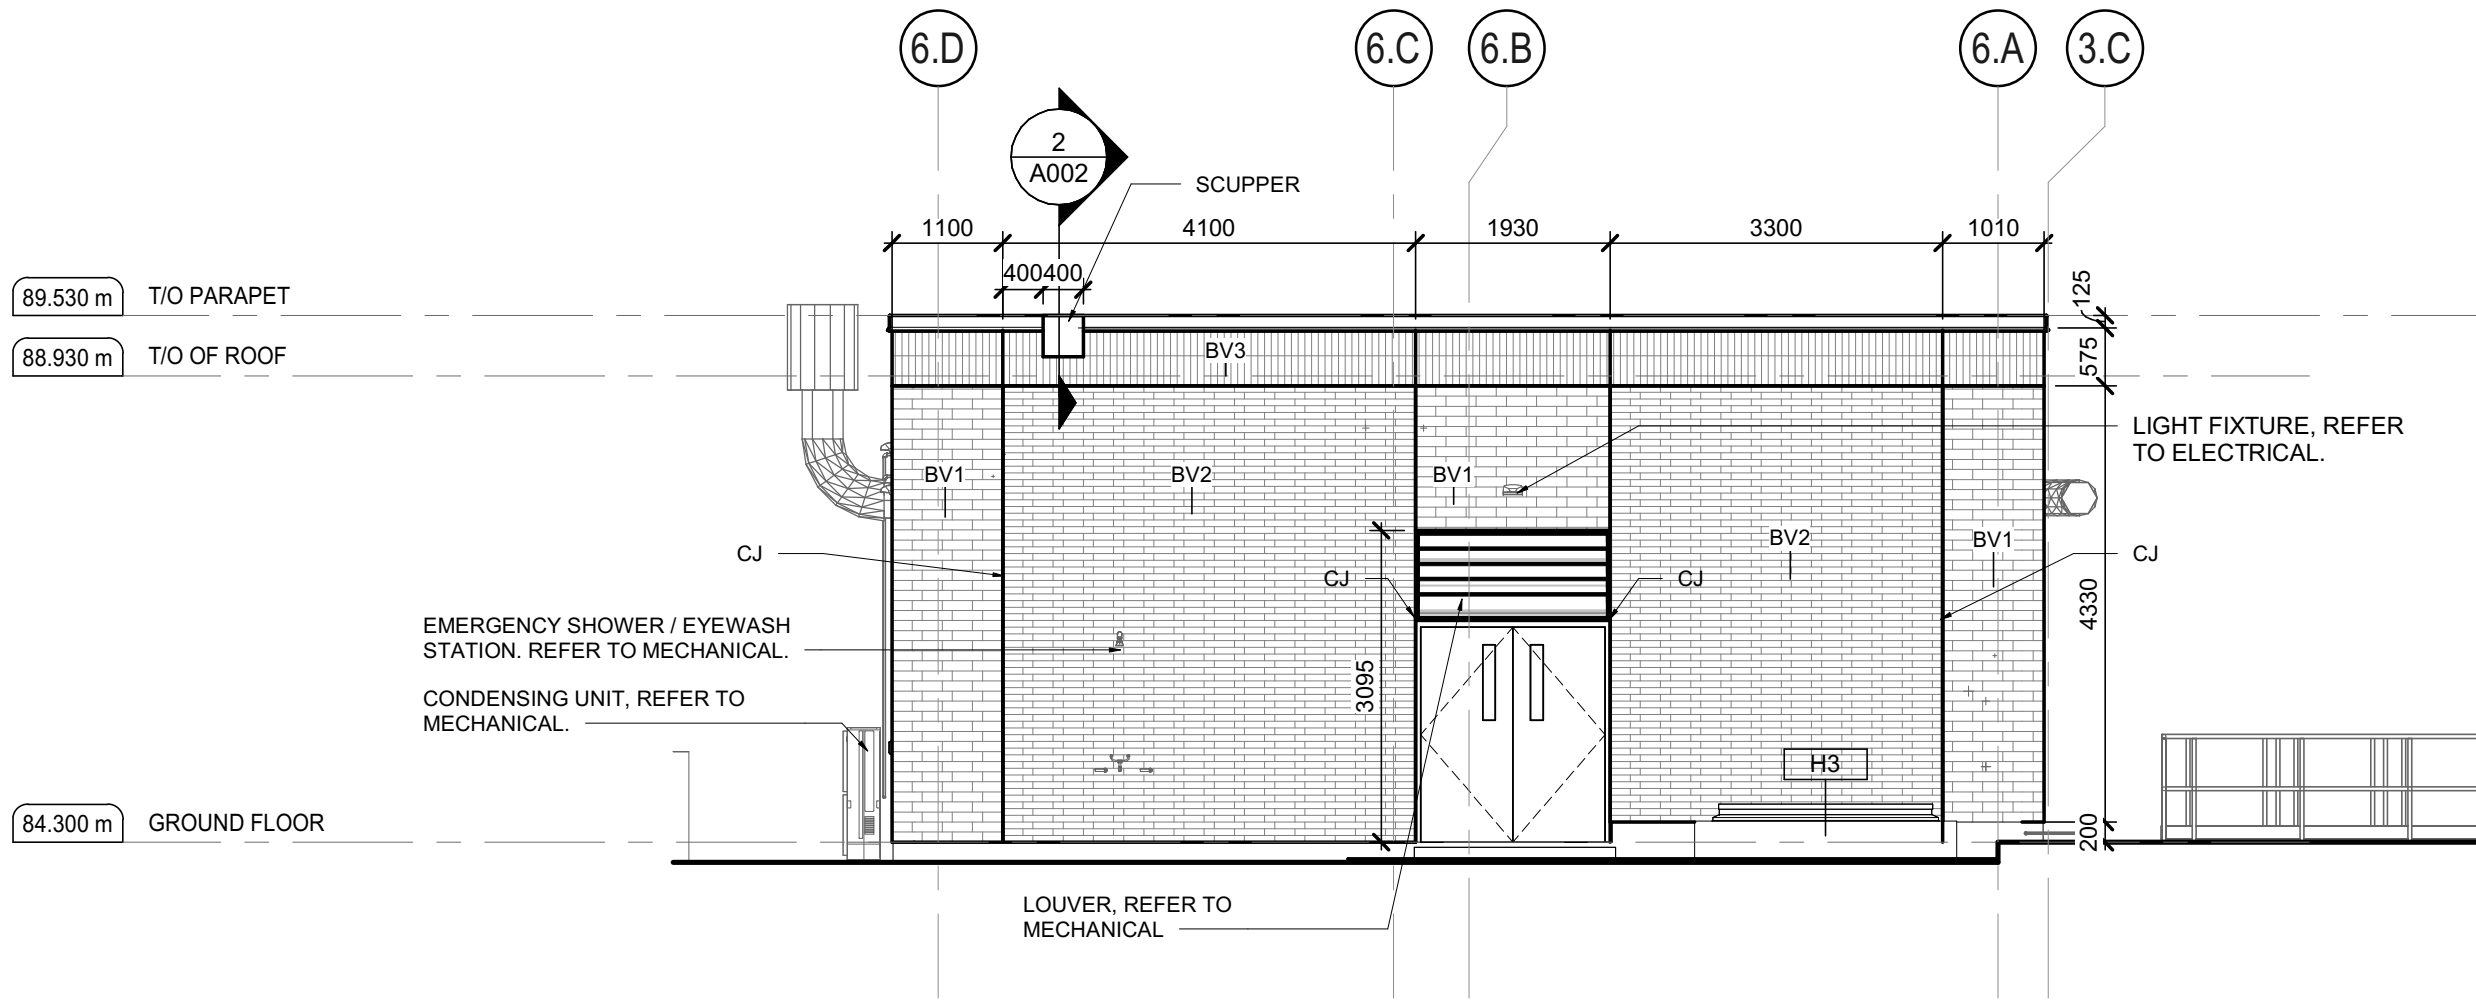 6.D
6.C
6.B
6.A
3.C
2
A002
SCUPPER
1100
4100
1930
3300
1010
400
400
125
89.530 m
T/O PARAPET
88.930 m
T/O OF ROOF
BV3
575
LIGHT FIXTURE, REFER
TO ELECTRICAL.
BV1
BV2
BV1
BV2
BV1
CJ
CJ
CJ
CJ
4330
EMERGENCY SHOWER / EYEWASH
STATION. REFER TO MECHANICAL.
3095
CONDENSING UNIT, REFER TO
MECHANICAL.
H3
84.300 m
GROUND FLOOR
200
LOUVER, REFER TO
MECHANICAL